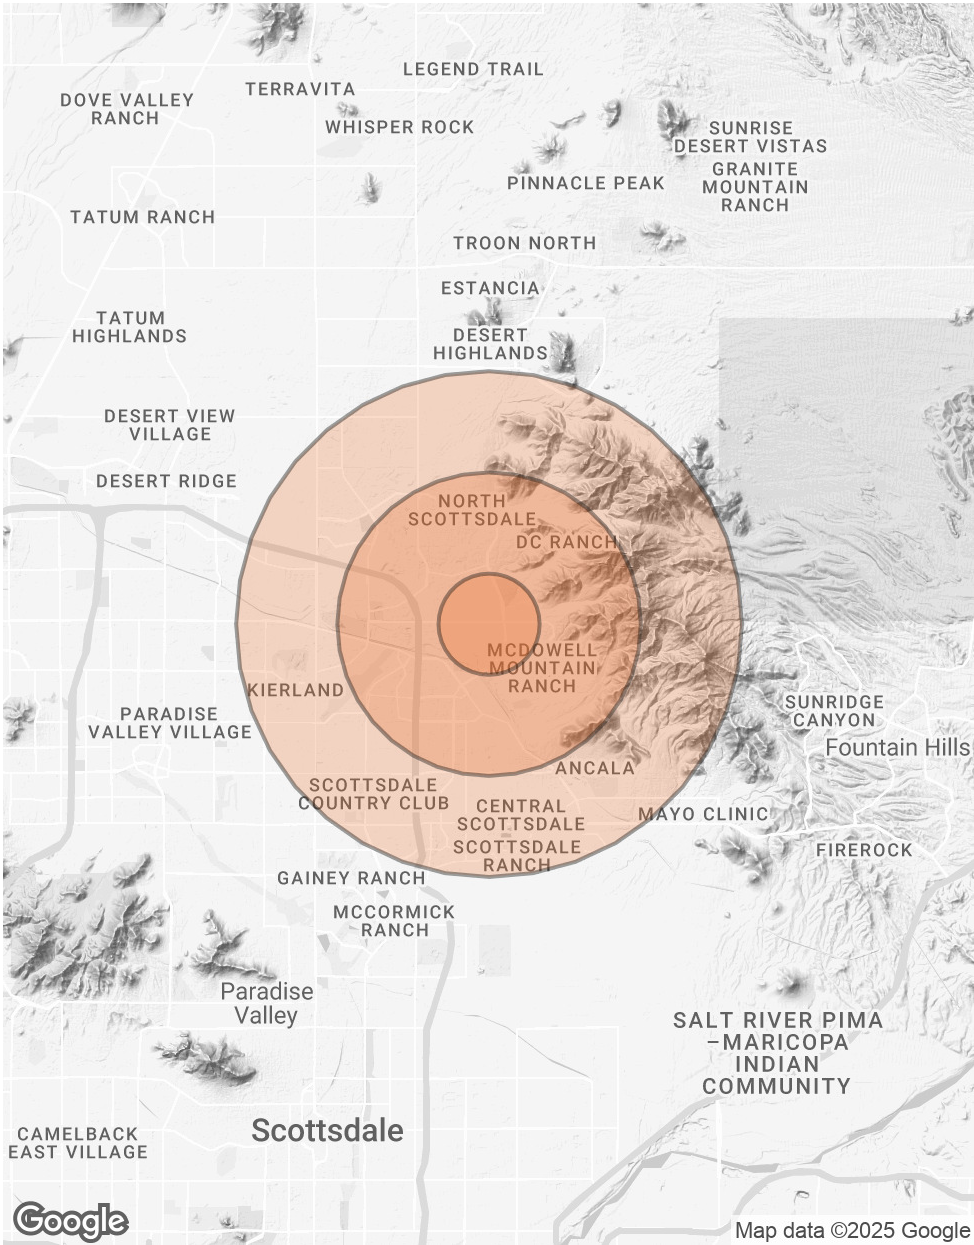 LEGEND TRAIL
TERRAVITA
DOVE VALLEY
RANCH
WHISPER ROCK
SUNRISE
DESERT VISTAS
GRANITE
MOUNTAIN
RANCH
PINNACLE PEAK
TATUM RANCH
TROON NORTH
ESTANCIA
TATUM
HIGHLANDS
DESERT
HIGHLANDS
DESERT VIEW
VILLAGE
DESERT RIDGE
NORTH
SCOTTSDALE
DC RANCH
MCDOWELL
MOUNTAIN
RANCH
KIERLAND
PARADISE
VALLEY VILLAGE
SUNRIDGE
CANYON
Fountain Hills
ANCALA
SCOTTSDALE
COUNTRY CLUB
CENTRAL
SCOTTSDALE
MAYO CLINIC
SCOTTSDALE
RANCH
FIREROCK
GAINEY RANCH
MCCORMICK
RANCH
Paradise
Valley
SALT RIVER PIMA
–MARICOPA
INDIAN
COMMUNITY
Scottsdale
CAMELBACK
EAST VILLAGE
Google
Map data ©2025 Google